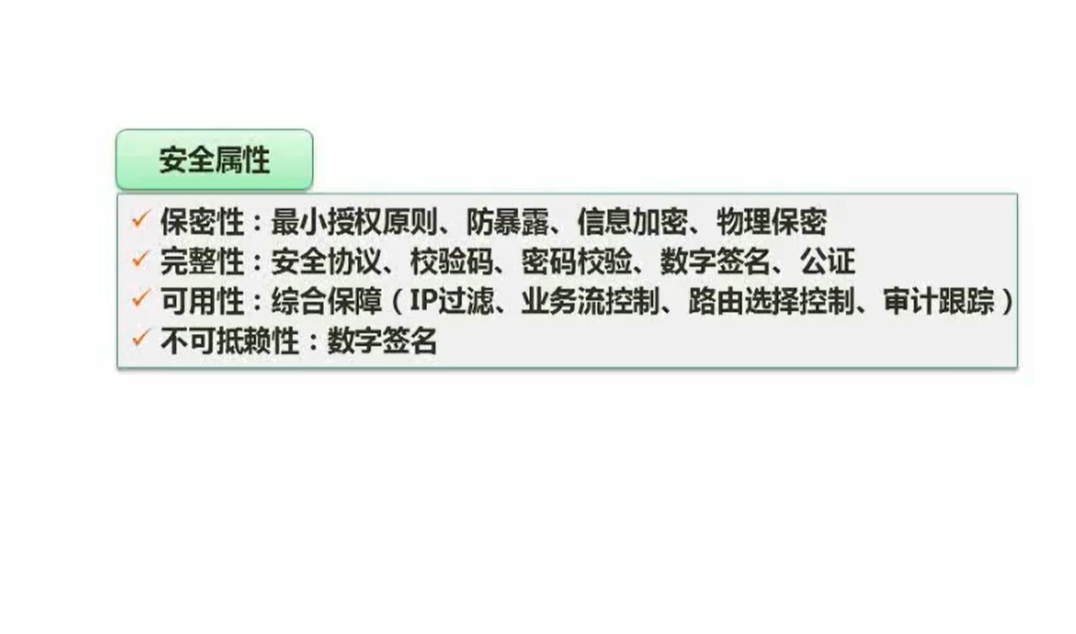 安全属性
✓ 保密性：最小授权原则、防暴露、信息加密、物理保密
✓ 完整性：安全协议、校验码、密码校验、数字签名、公证
✓ 可用性：综合保障（IP过滤、业务流控制、路由选择控制、审计跟踪）
✓ 不可抵赖性：数字签名